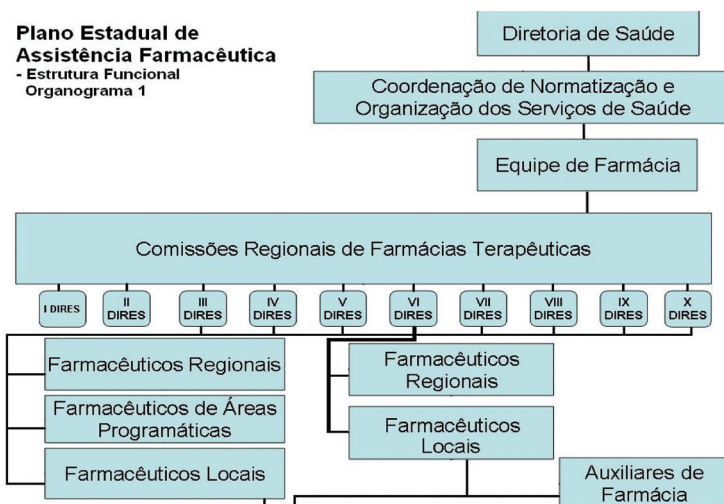 Plano Estadual de
Assistência Farmacêutica
- Estrutura Funcional
Organograma 1
Diretoria de Saúde
Coordenação de Normatização e
Organização dos Serviços de Saúde
Equipe de Farmácia
Comissões Regionais de Farmácias Terapêuticas
I DIRES
II
DIRES
III
DIRES
IV
DIRES
V
DIRES
VI
DIRES
VII
DIRES
VIII
DIRES
IX
DIRES
X
DIRES
Farmacêuticos Regionais
Farmacêuticos de Áreas
Programáticas
Farmacêuticos Locais
Farmacêuticos
Regionais
Farmacêuticos
Locais
Auxiliares de
Farmácia